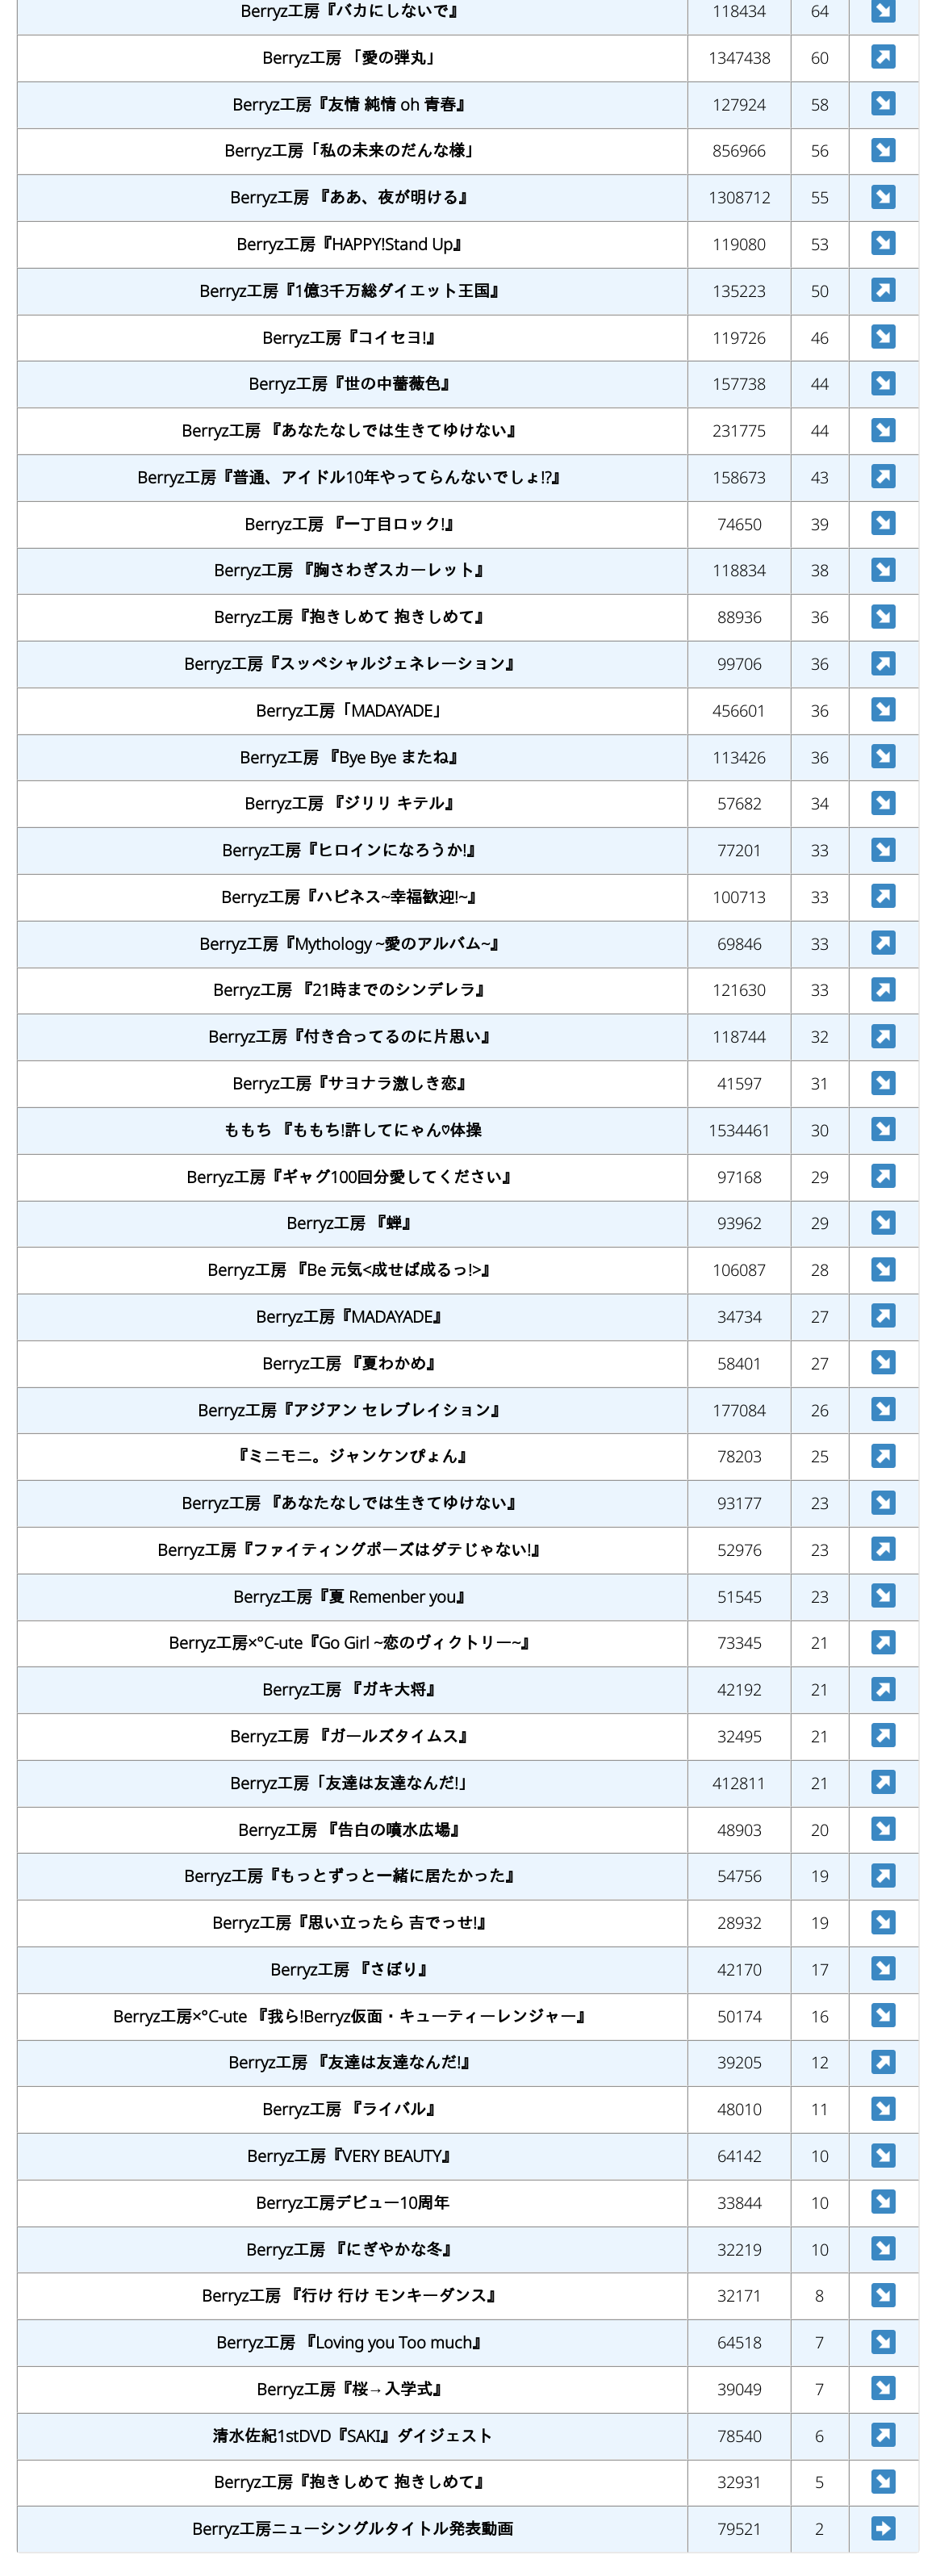 Berryz工房『バカにしないで』 118434 64
Berryz工房 「愛の弾丸」 1347438 60
Berryz工房『友情 純情 oh 青春』 127924 58
Berryz工房「私の未来のだんな様」 856966 56
Berryz工房 『ああ、夜が明ける』 1308712 55
Berryz工房『HAPPY!Stand Up』 119080 53
Berryz工房『1億3千万総ダイエット王国』 135223 50
Berryz工房『コイセヨ!』 119726 46
Berryz工房『世の中薔薇色』 157738 44
Berryz工房 『あなたなしでは生きてゆけない』 231775 44
Berryz工房『普通、アイドル10年やってらんないでしょ!?』 158673 43
Berryz工房 『一丁目ロック!』 74650 39
Berryz工房 『胸さわぎスカーレット』 118834 38
Berryz工房『抱きしめて 抱きしめて』 88936 36
Berryz工房『スッペシャルジェネレーション』 99706 36
Berryz工房「MADAYADE」 456601 36
Berryz工房 『Bye Bye またね』 113426 36
Berryz工房 『ジリリ キテル』 57682 34
Berryz工房『ヒロインになろうか!』 77201 33
Berryz工房『ハピネス~幸福歓迎!~』 100713 33
Berryz工房『Mythology ~愛のアルバム~』 69846 33
Berryz工房 『21時までのシンデレラ』 121630 33
Berryz工房『付き合ってるのに片思い』 118744 32
Berryz工房『サヨナラ激しき恋』 41597 31
ももち 『ももち!許してにゃん♡体操 1534461 30
Berryz工房『ギャグ100回分愛してください』 97168 29
Berryz工房 『蝉』 93962 29
Berryz工房 『Be 元気<成せば成るっ!>』 106087 28
Berryz工房『MADAYADE』 34734 27
Berryz工房 『夏わかめ』 58401 27
Berryz工房『アジアン セレブレイション』 177084 26
『ミニモニ。ジャンケンぴょん』 78203 25
Berryz工房 『あなたなしでは生きてゆけない』 93177 23
Berryz工房『ファイティングポーズはダテじゃない!』 52976 23
Berryz工房『夏 Remenber you』 51545 23
Berryz工房×°C-ute『Go Girl ~恋のヴィクトリー~』 73345 21
Berryz工房 『ガキ大将』 42192 21
Berryz工房 『ガールズタイムス』 32495 21
Berryz工房「友達は友達なんだ!」 412811 21
Berryz工房 『告白の噴水広場』 48903 20
Berryz工房『もっとずっと一緒に居たかった』 54756 19
Berryz工房『思い立ったら 吉でっせ!』 28932 19
Berryz工房 『さぼり』 42170 17
Berryz工房×°C-ute 『我ら!Berryz仮面・キューティーレンジャー』 50174 16
Berryz工房 『友達は友達なんだ!』 39205 12
Berryz工房 『ライバル』 48010 11
Berryz工房『VERY BEAUTY』 64142 10
Berryz工房デビュー10周年 33844 10
Berryz工房 『にぎやかな冬』 32219 10
Berryz工房 『行け 行け モンキーダンス』 32171 8
Berryz工房 『Loving you Too much』 64518 7
Berryz工房『桜→入学式』 39049 7
清水佐紀1stDVD『SAKI』ダイジェスト 78540 6
Berryz工房『抱きしめて 抱きしめて』 32931 5
Berryz工房ニューシングルタイトル発表動画 79521 2